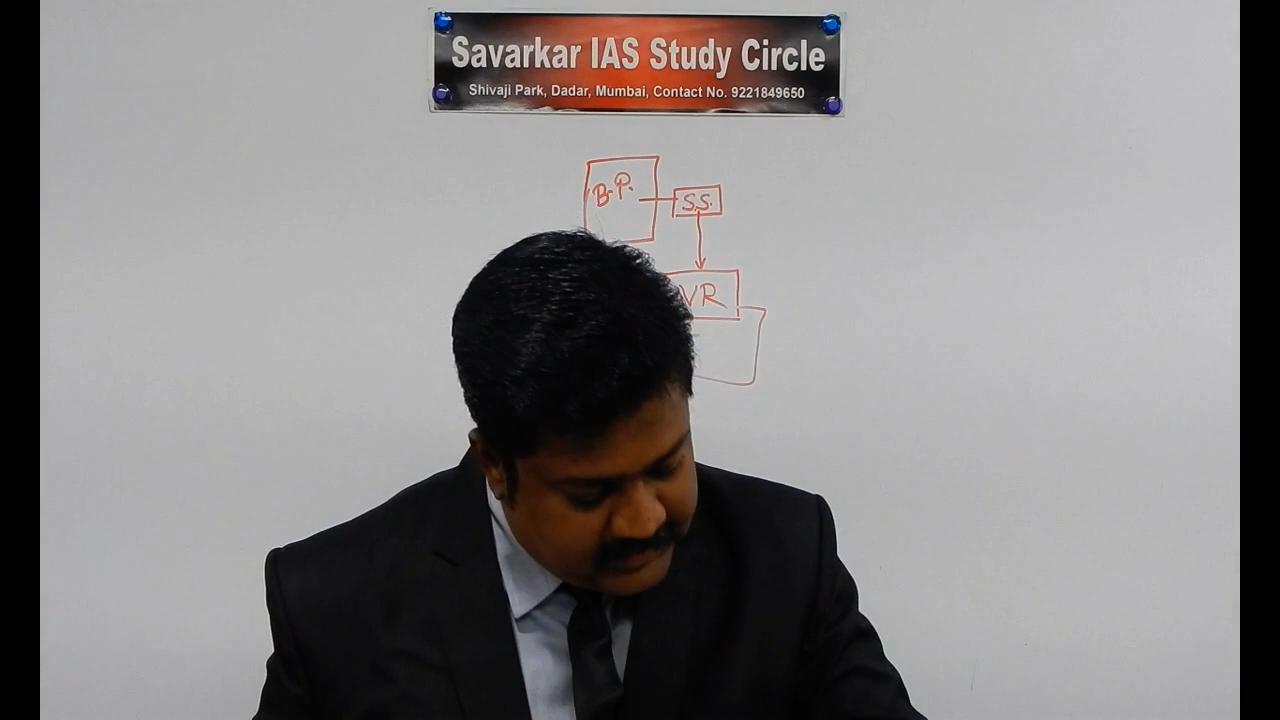 Savarkar IAS Study Circle
Shivaji Park, Dadar, Mumbai, Contact No. 9221849650
B.P.
S.S.
VR